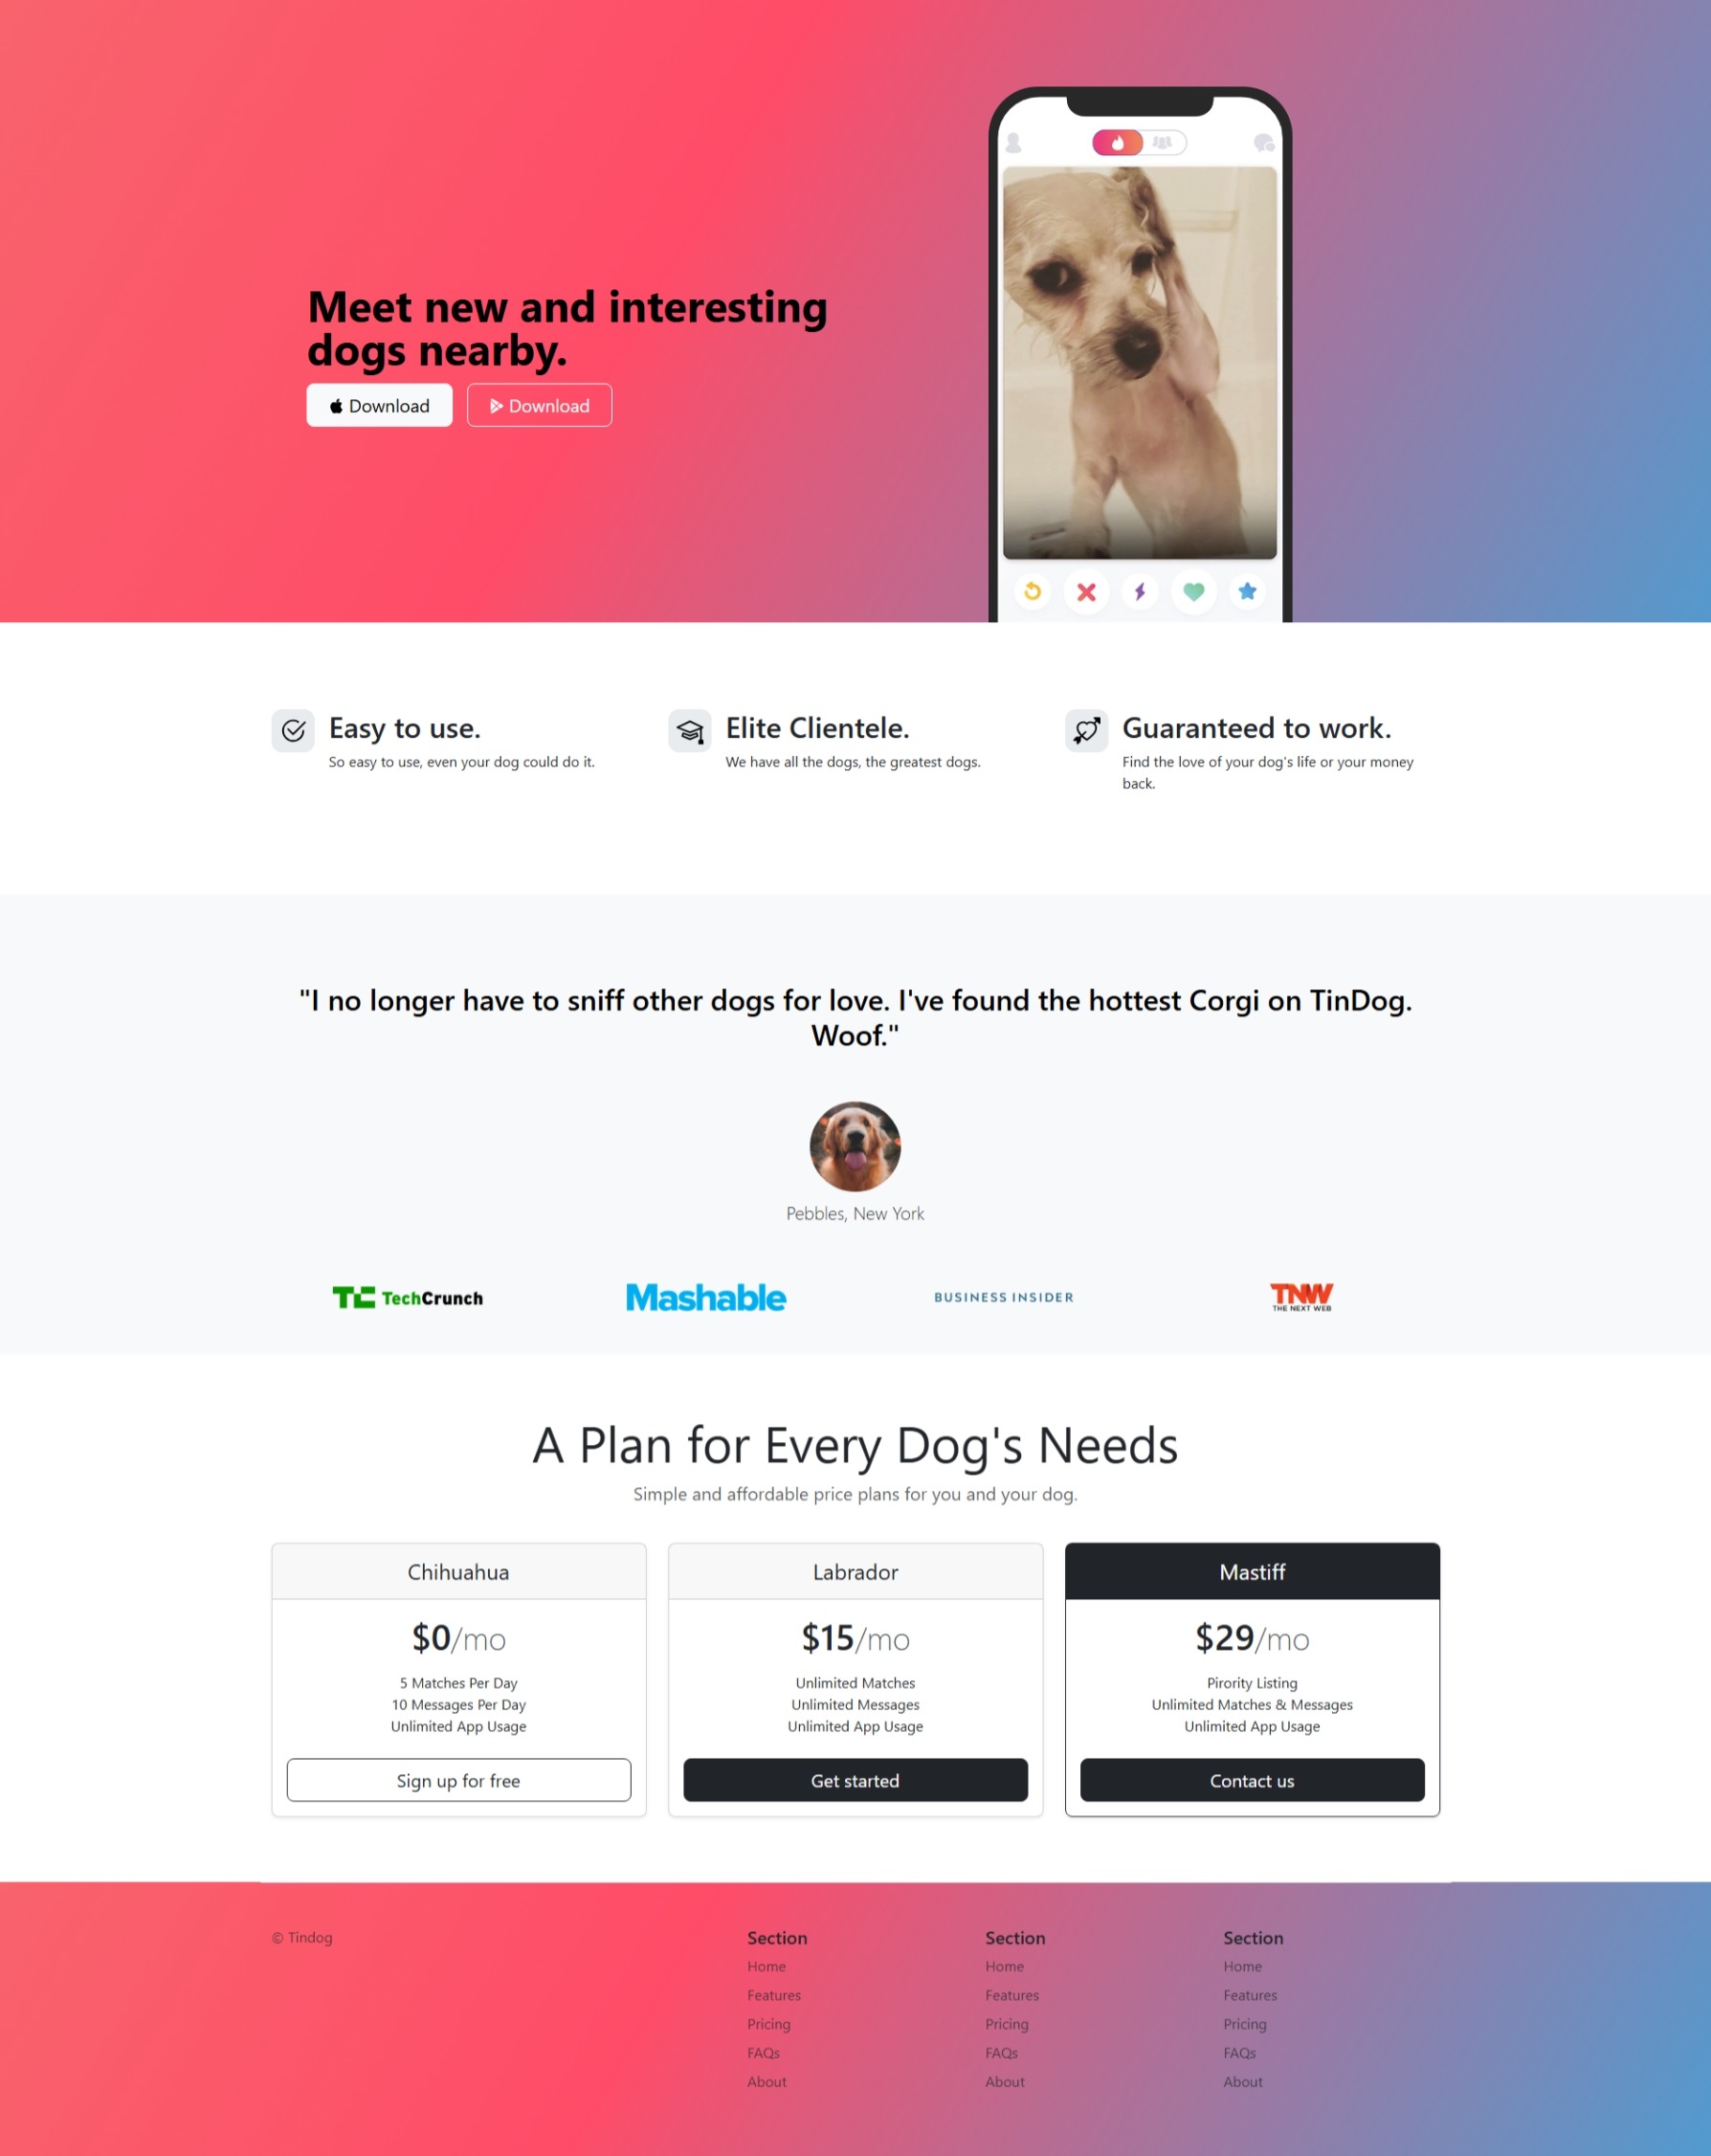 Meet new and interesting
dogs nearby.
Download
Download
Easy to use.
So easy to use, even your dog could do it.
Elite Clientele.
We have all the dogs, the greatest dogs.
Guaranteed to work.
Find the love of your dog's life or your money
back.
"I no longer have to sniff other dogs for love. I've found the hottest Corgi on TinDog.
Woof."
Pebbles, New York
TC TechCrunch
Mashable
BUSINESS INSIDER
TNW
THE NEXT WEB
A Plan for Every Dog's Needs
Simple and affordable price plans for you and your dog.
Chihuahua
$0/mo
5 Matches Per Day
10 Messages Per Day
Unlimited App Usage
Sign up for free
Labrador
$15/mo
Unlimited Matches
Unlimited Messages
Unlimited App Usage
Get started
Mastiff
$29/mo
Pirority Listing
Unlimited Matches & Messages
Unlimited App Usage
Contact us
© Tindog
Section
Home
Features
Pricing
FAQs
About
Section
Home
Features
Pricing
FAQs
About
Section
Home
Features
Pricing
FAQs
About